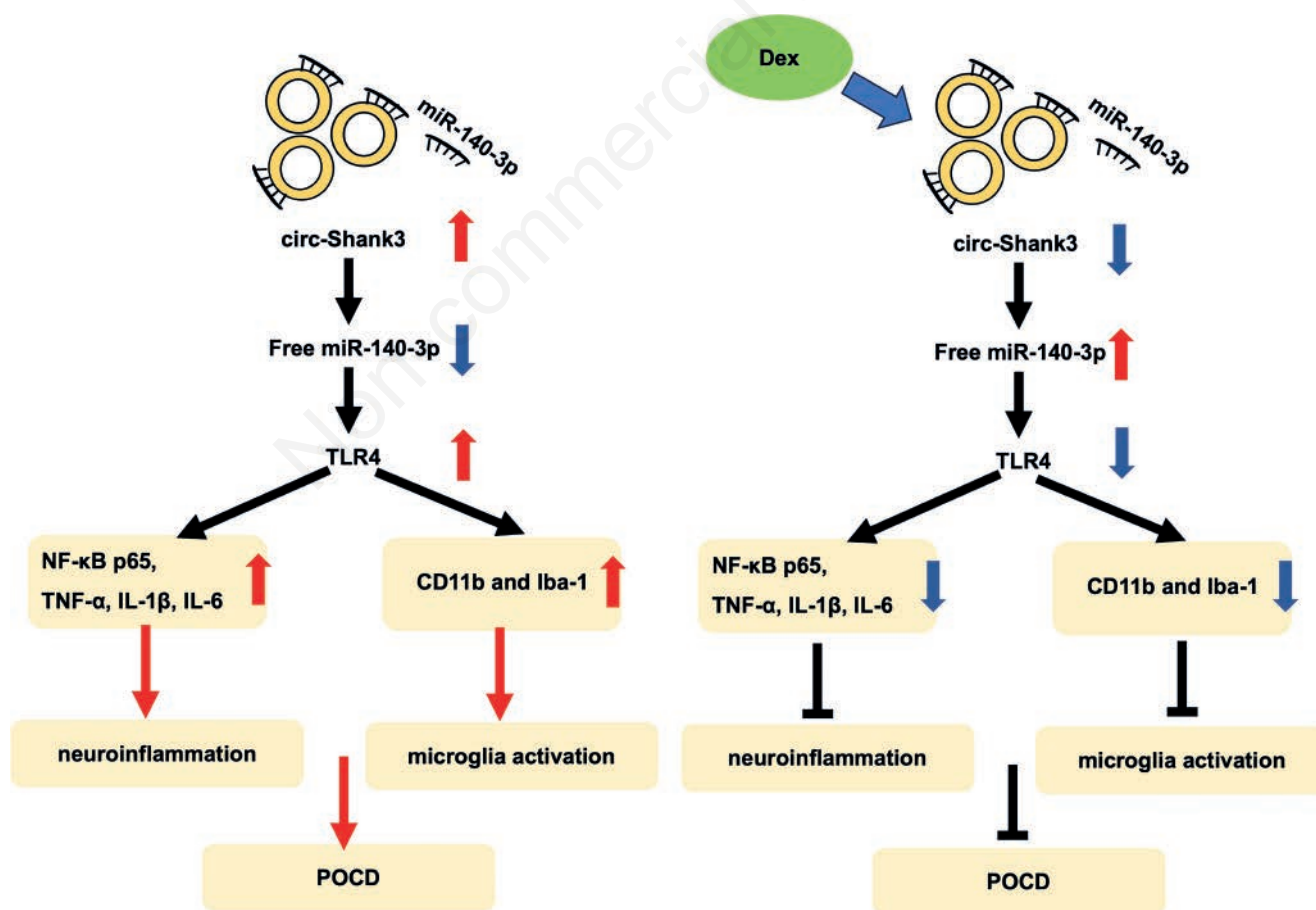 Non commercial
miR-140-3p
circ-Shank3
Free miR-140-3p
TLR4
NF-κB p65,
TNF-α, IL-1β, IL-6
CD11b and Iba-1
neuroinflammation
microglia activation
POCD
Dex
miR-140-3p
circ-Shank3
Free miR-140-3p
TLR4
NF-κB p65,
TNF-α, IL-1β, IL-6
CD11b and Iba-1
neuroinflammation
microglia activation
POCD